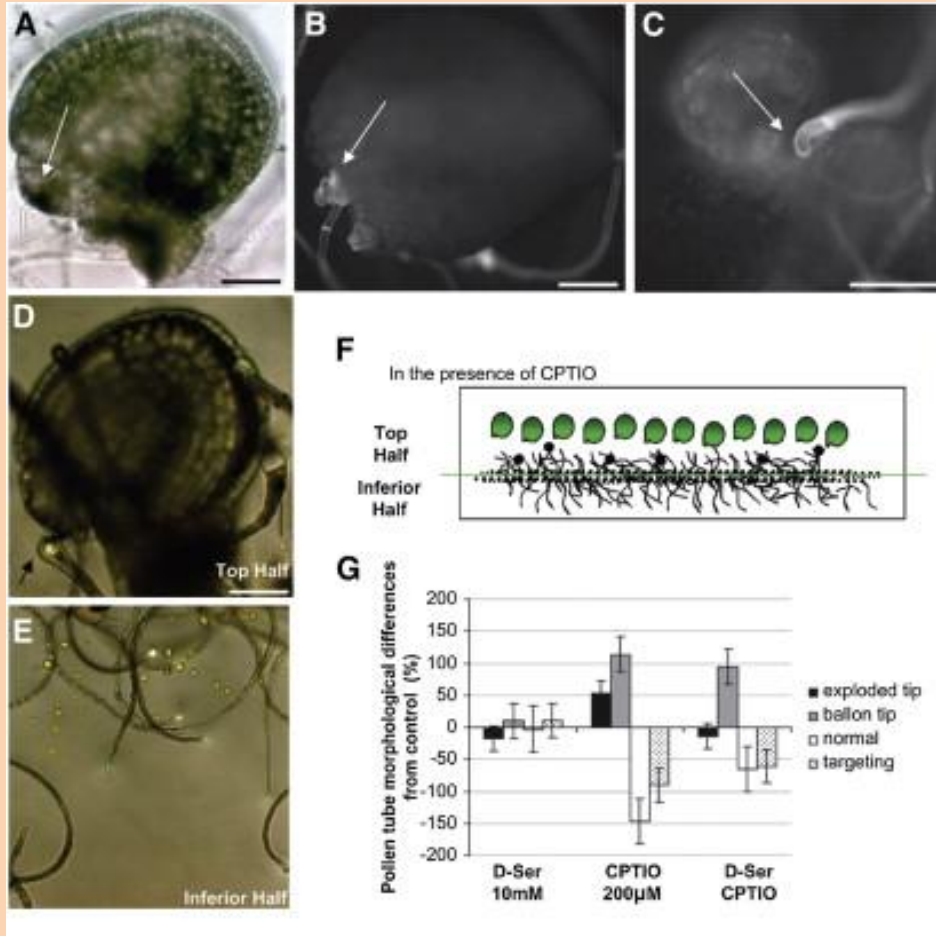 A
B
C
D
Top Half
E
Inferior Half
F
In the presence of CPTIO
Top
Half
Inferior
Half
G
Pollen tube morphological differences
from control (%)
200
150
100
50
0
-50
-100
-150
-200
D-Ser
10mM
CPTIO
200µM
D-Ser
CPTIO
exploded tip
ballon tip
normal
targeting